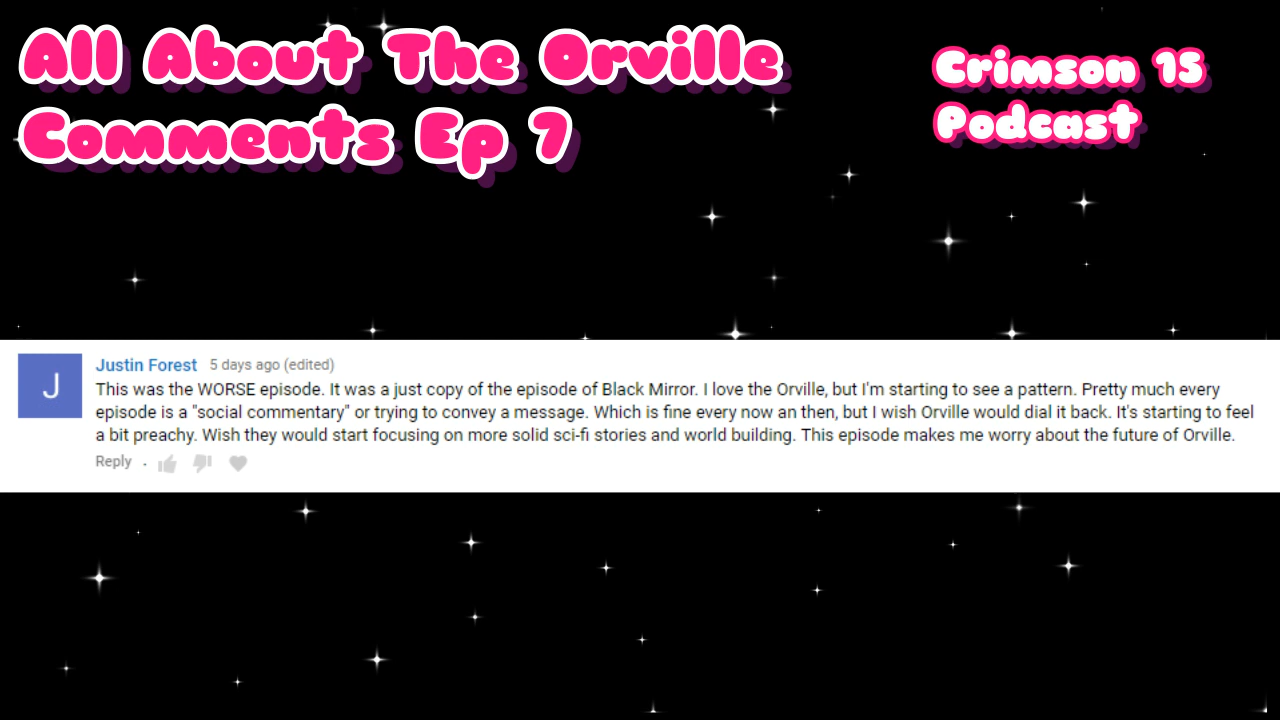 All About The Orville
Comments Ep 7
Crimson 15
Podcast
J
Justin Forest 5 days ago (edited)
This was the WORSE episode. It was a just copy of the episode of Black Mirror. I love the Orville, but I'm starting to see a pattern. Pretty much every
episode is a "social commentary" or trying to convey a message. Which is fine every now an then, but I wish Orville would dial it back. It's starting to feel
a bit preachy. Wish they would start focusing on more solid sci-fi stories and world building. This episode makes me worry about the future of Orville.
Reply .